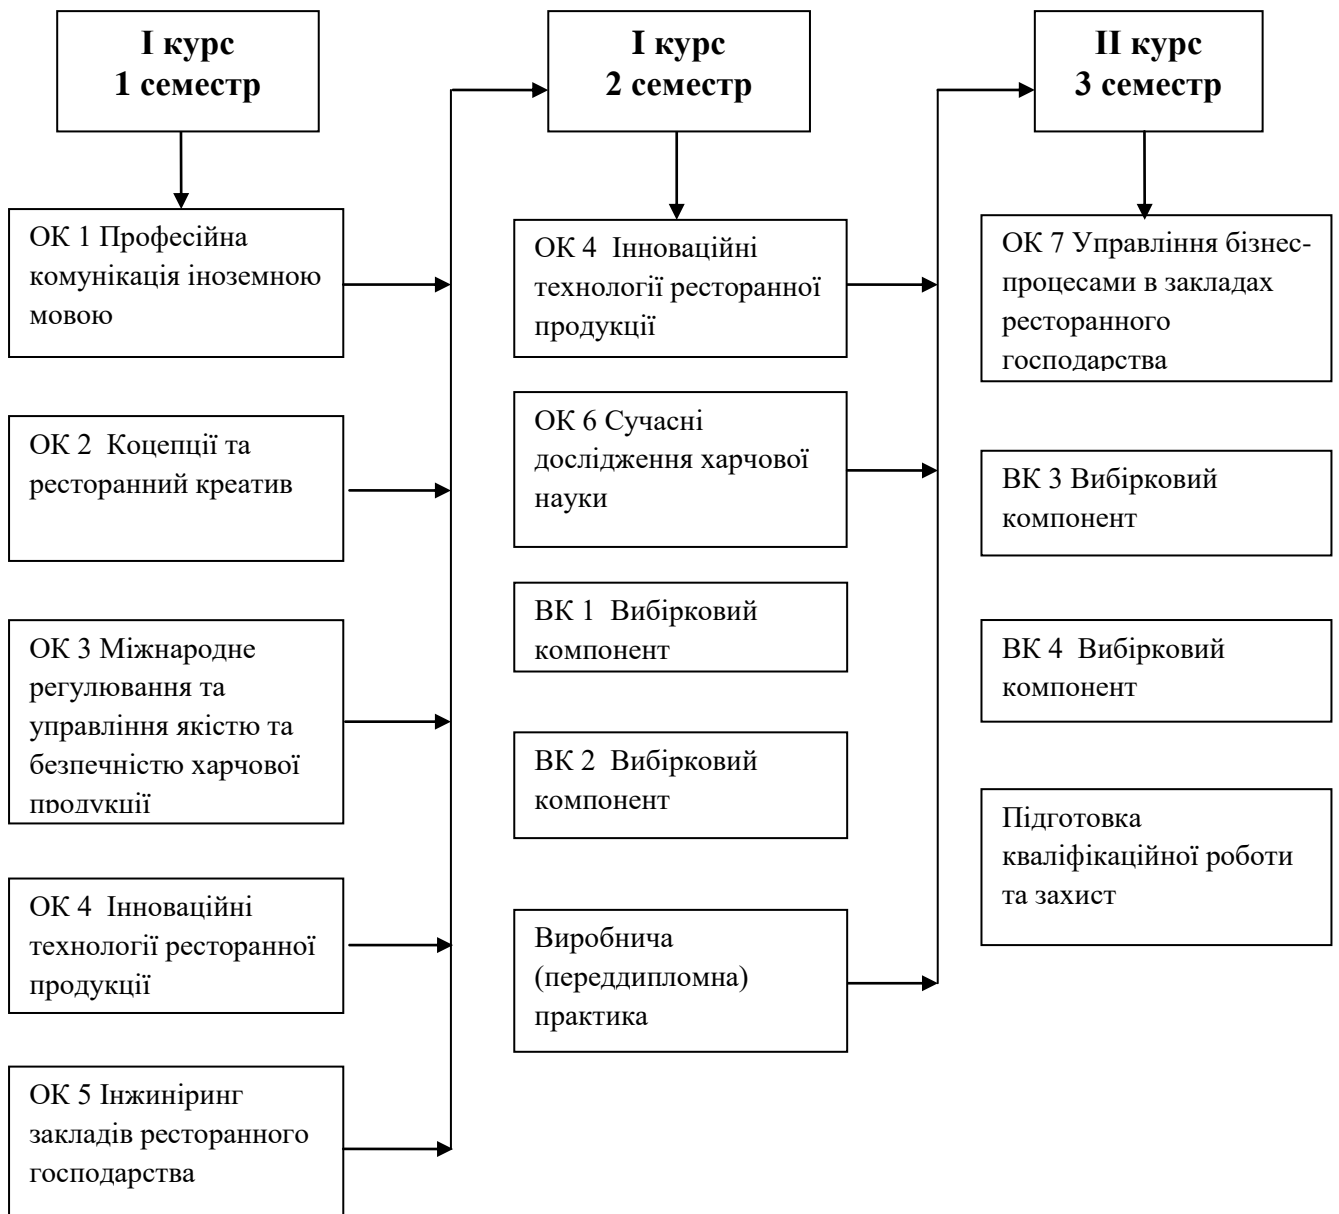 І курс
1 семестр
ОК 1 Професійна
комунікація іноземною
мовою
ОК 2 Коцепції та
ресторанний креатив
ОК 3 Міжнародне
регулювання та
управління якістю та
безпечністю харчової
продукції
ОК 4 Інноваційні
технології ресторанної
продукції
ОК 5 Інжиніринг
закладів ресторанного
господарства
І курс
2 семестр
ОК 4 Інноваційні
технології ресторанної
продукції
ОК 6 Сучасні
дослідження харчової
науки
ВК 1 Вибірковий
компонент
ВК 2 Вибірковий
компонент
Виробнича
(переддипломна)
практика
ІІ курс
3 семестр
ОК 7 Управління бізнес-
процесами в закладах
ресторанного
господарства
ВК 3 Вибірковий
компонент
ВК 4 Вибірковий
компонент
Підготовка
кваліфікаційної роботи
та захист